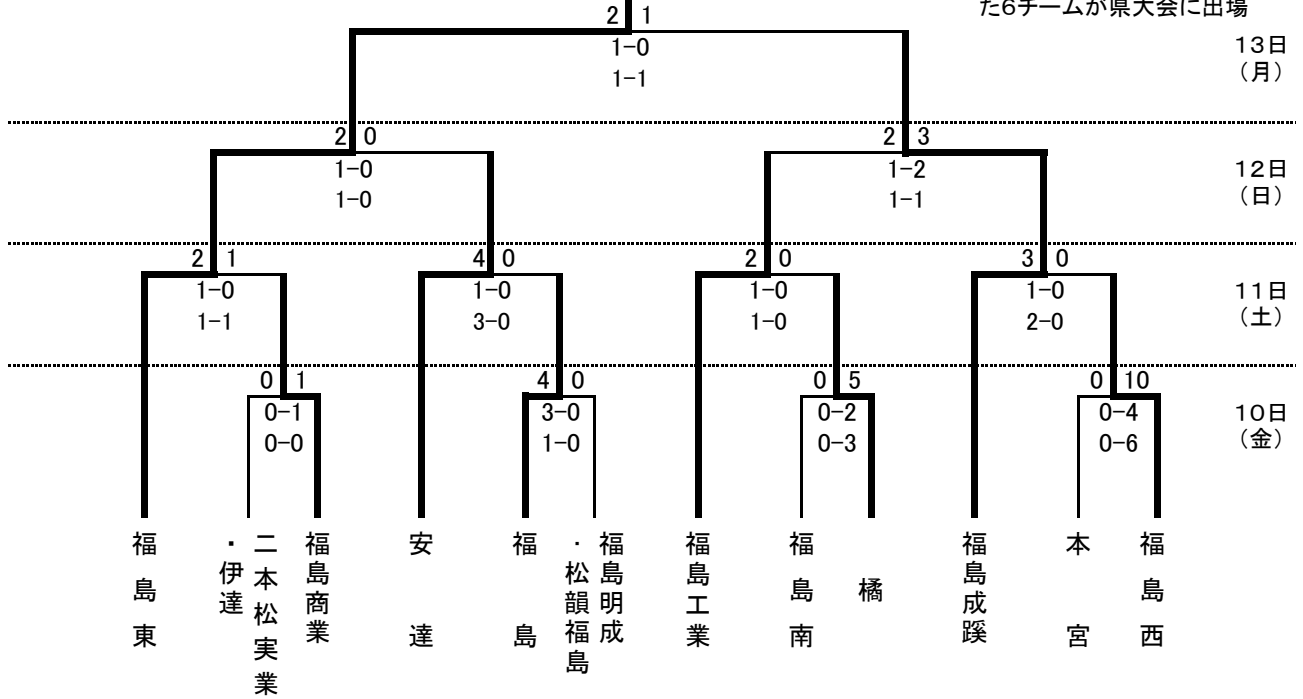 た6チームが県大会に出場
2 1
1-0
1-1
13日
（月）
2 0
1-0
1-0
2 3
1-2
1-1
12日
（日）
2 1
1-0
1-1
4 0
1-0
3-0
2 0
1-0
1-0
3 0
1-0
2-0
11日
（土）
0 1
0-1
0-0
4 0
3-0
1-0
0 5
0-2
0-3
0 10
0-4
0-6
10日
（金）
福島東
二本松実業
・伊達
福島商業
安達
福島
福島明成
・松韻福島
福島工業
福島南
橘
福島成蹊
本宮
福島西